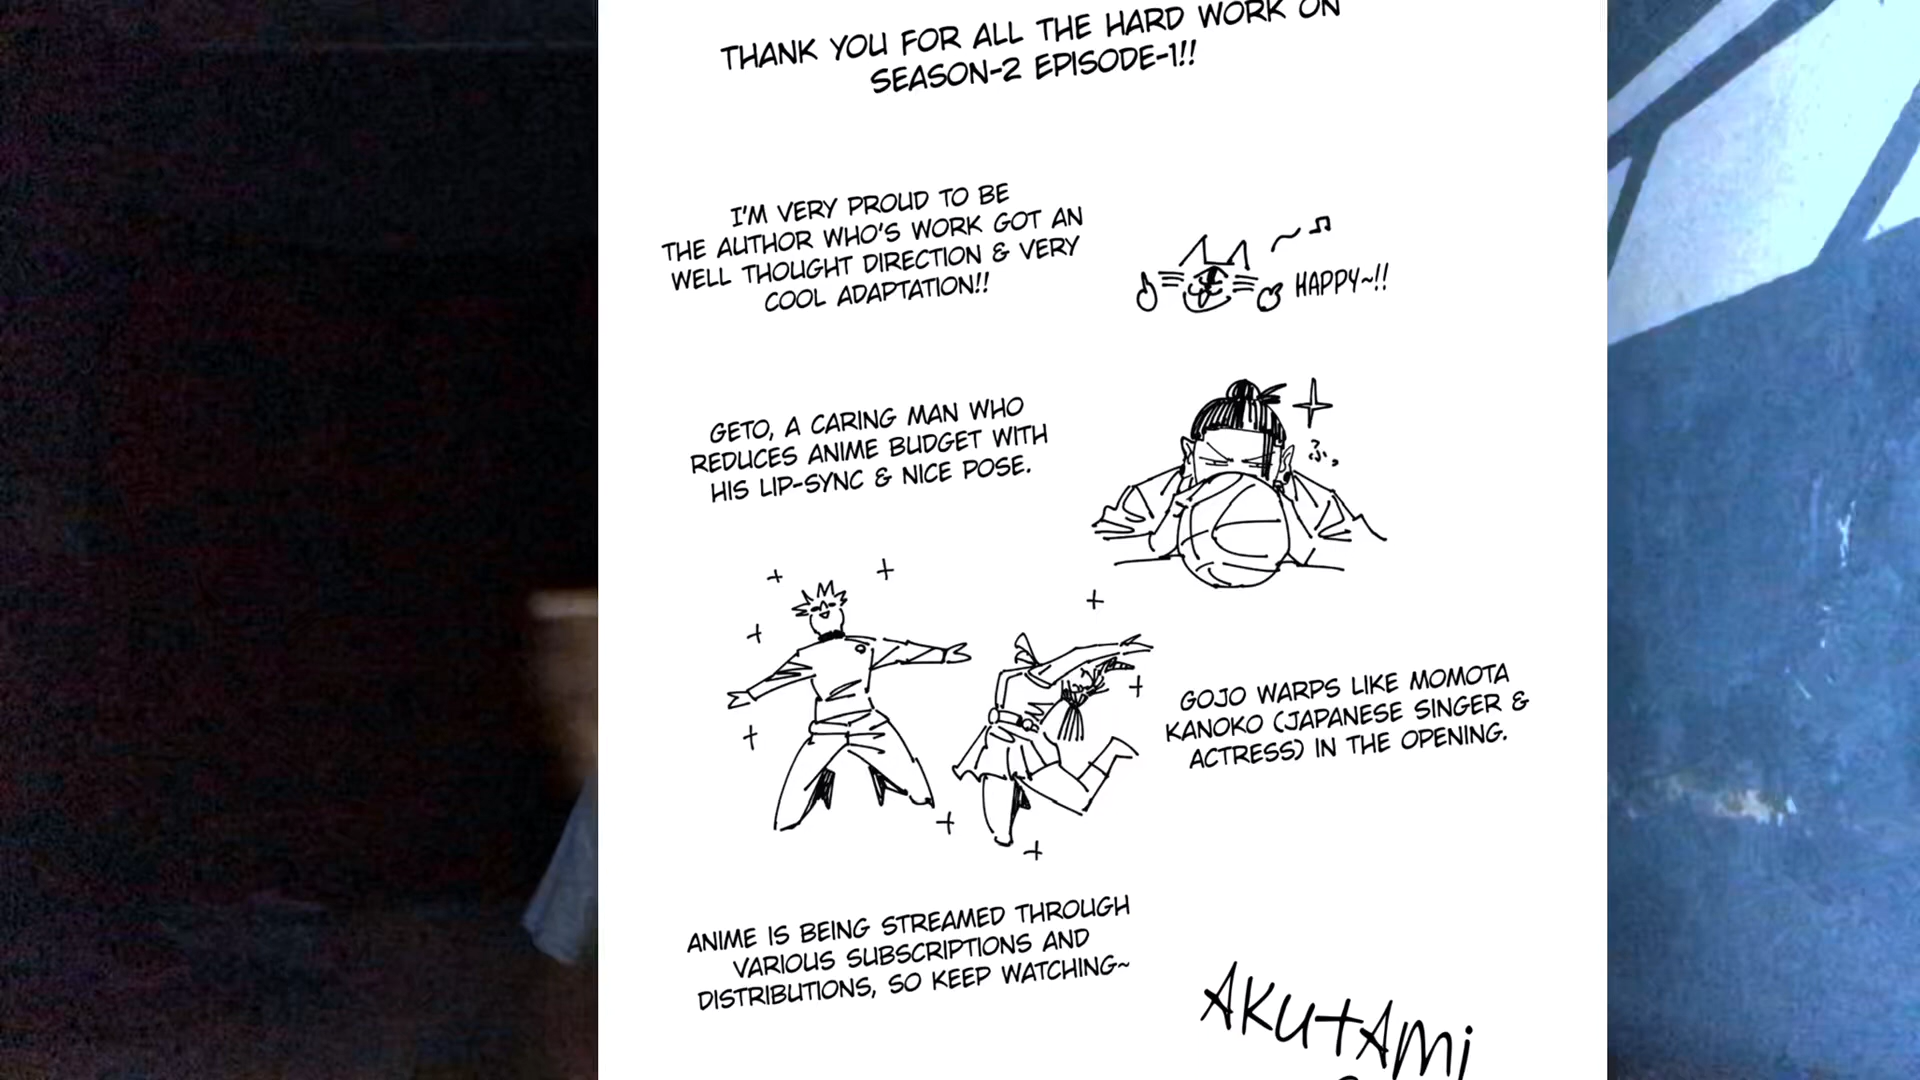 THANK YOU FOR ALL THE HARD WORK ON
SEASON-2 EPISODE-1!!
I'M VERY PROUD TO BE
THE AUTHOR WHO'S WORK GOT AN
WELL THOUGHT DIRECTION & VERY
COOL ADAPTATION!!
HAPPY~!!
GETO, A CARING MAN WHO
REDUCES ANIME BUDGET WITH
HIS LIP-SYNC & NICE POSE.
ふ。
GOJO WARPS LIKE MOMOTA
KANOKO (JAPANESE SINGER &
ACTRESS) IN THE OPENING.
ANIME IS BEING STREAMED THROUGH
VARIOUS SUBSCRIPTIONS AND
DISTRIBUTIONS, SO KEEP WATCHING~
AKUTAMI